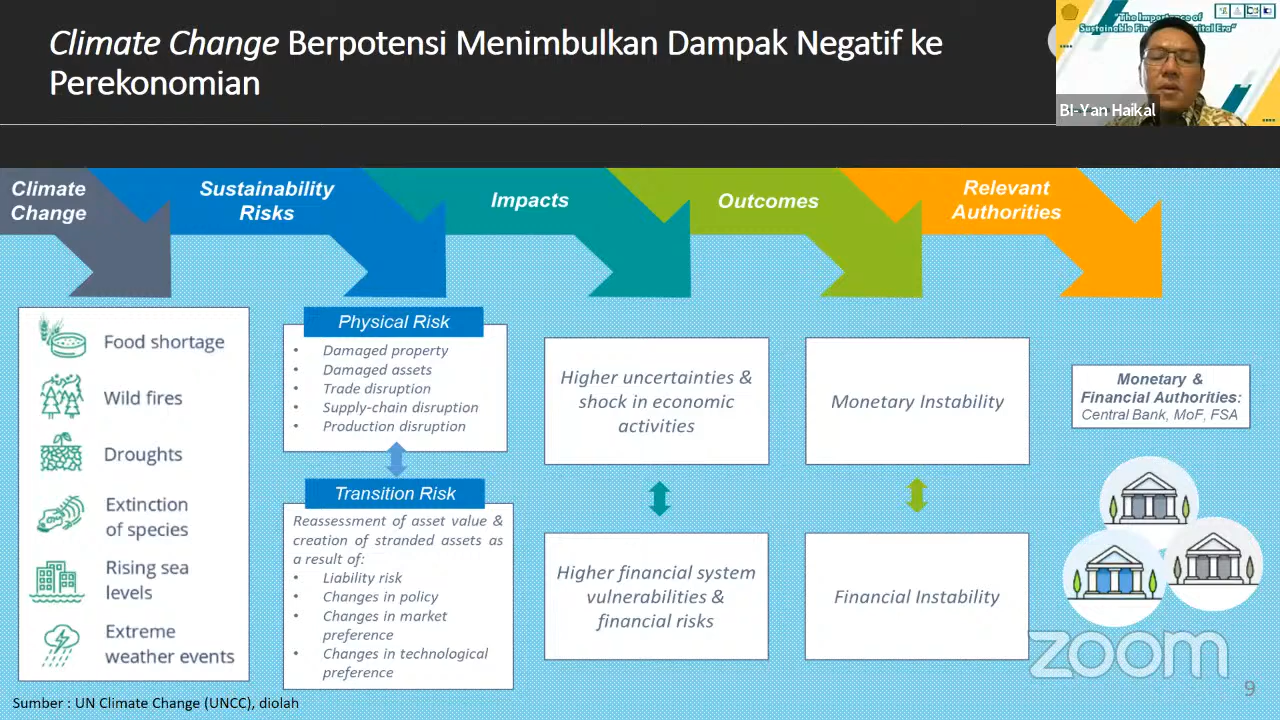 Climate Change Berpotensi Menimbulkan Dampak Negatif ke
Perekonomian
"The Importance of
BI-Yan Haikal
Climate
Change
Sustainability
Risks
Impacts
Outcomes
Relevant
Authorities
Food shortage
Wild fires
Droughts
Extinction
of species
Rising sea
levels
Extreme
weather events
Physical Risk
• Damaged property
• Damaged assets
• Trade disruption
• Supply-chain disruption
• Production disruption
Transition Risk
Reassessment of asset value &
creation of stranded assets as
a result of:
• Liability risk
• Changes in policy
• Changes in market
preference
• Changes in technological
preference
Higher uncertainties &
shock in economic
activities
Higher financial system
vulnerabilities &
financial risks
Monetary Instability
Financial Instability
Monetary &
Financial Authorities:
Central Bank, MoF, FSA
zoom
9
Sumber : UN Climate Change (UNCC), diolah